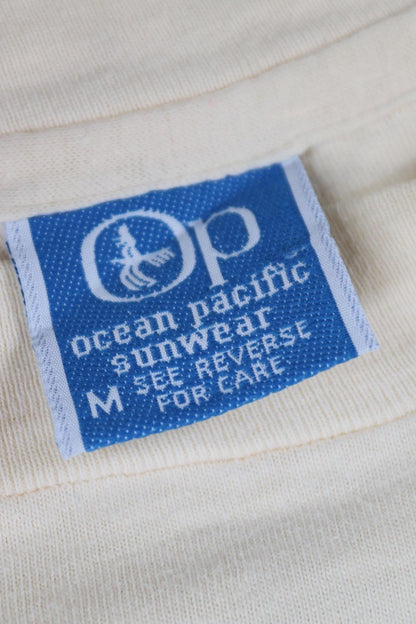 Op
ocean pacific
sunwear
M SEE REVERSE
FOR CARE